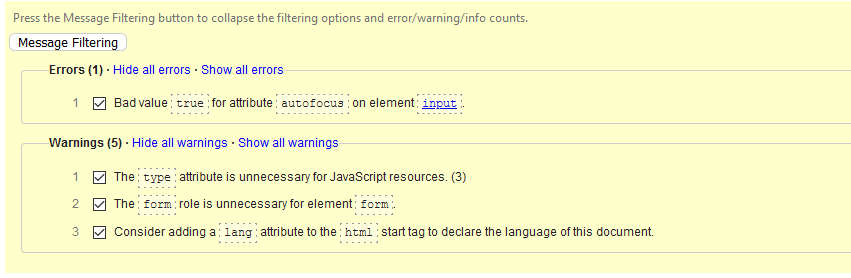 Press the Message Filtering button to collapse the filtering options and error/warning/info counts.
Message Filtering
Errors (1) · Hide all errors · Show all errors
1 Bad value true for attribute autofocus on element input.
Warnings (5) · Hide all warnings · Show all warnings
1 The type attribute is unnecessary for JavaScript resources. (3)
2 The form role is unnecessary for element form.
3 Consider adding a lang attribute to the html start tag to declare the language of this document.